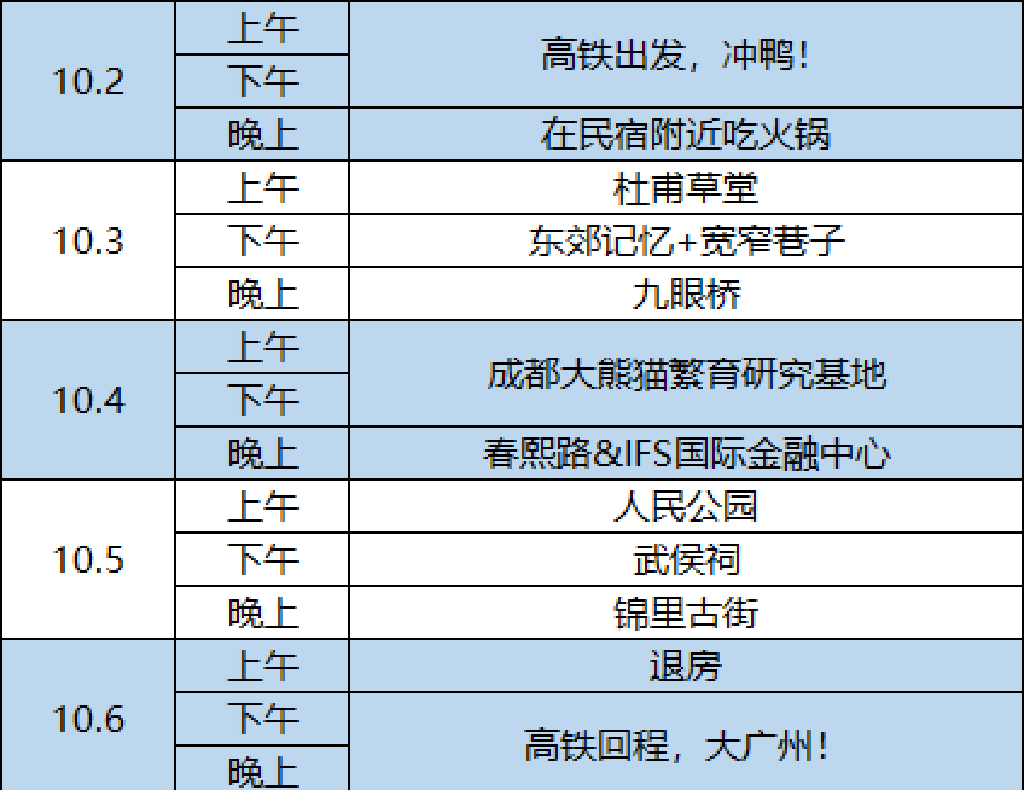 上午
高铁出发，冲鸭！
10.2
下午
晚上
在民宿附近吃火锅
上午
杜甫草堂
10.3
下午
东郊记忆+宽窄巷子
晚上
九眼桥
上午
成都大熊猫繁育研究基地
10.4
下午
晚上
春熙路&IFS国际金融中心
上午
人民公园
10.5
下午
武侯祠
晚上
锦里古街
上午
退房
10.6
下午
高铁回程，大广州！
晚上